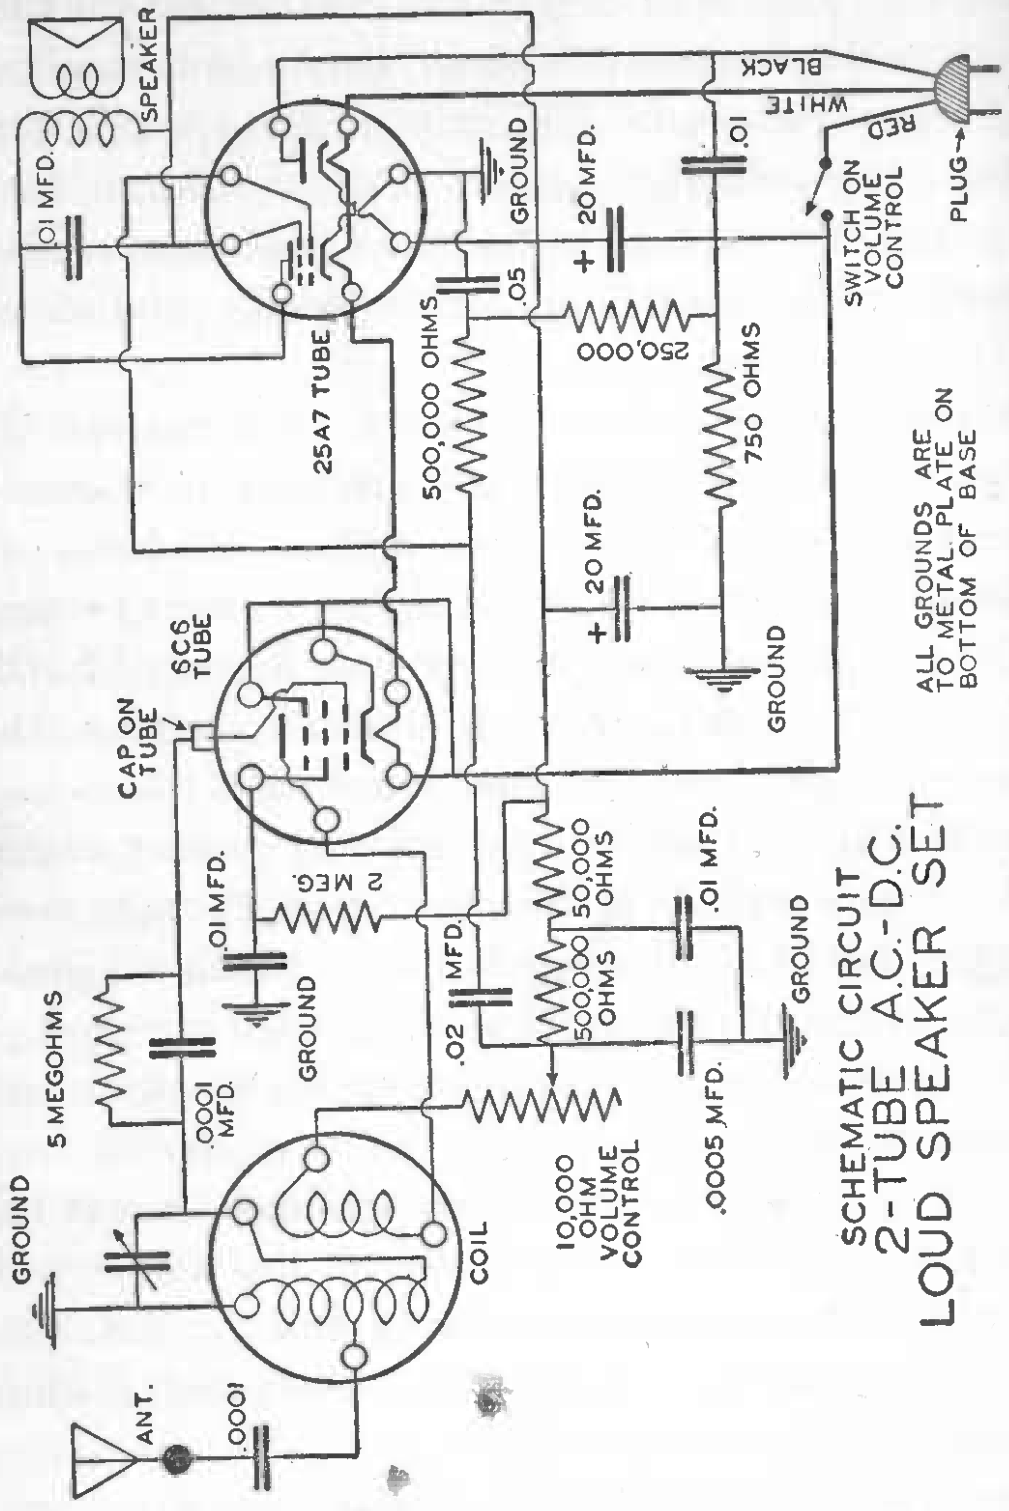 GROUND
ANT.
.0001
5 MEGOHMS
.0001
MFD.
COIL
CAP ON
TUBE
6C6
TUBE
.01 MFD.
GROUND
2 MEG.
.02 MFD.
10,000
OHM
VOLUME
CONTROL
500,000
OHMS
50,000
OHMS
.0005 MFD.
.01 MFD.
GROUND
.01 MFD.
SPEAKER
25A7 TUBE
500,000 OHMS
.05
GROUND
+ 20 MFD.
+ 20 MFD.
250,000
750 OHMS
GROUND
.01
BLACK
WHITE
RED
SWITCH ON
VOLUME
CONTROL
PLUG
ALL GROUNDS ARE
TO METAL PLATE ON
BOTTOM OF BASE
SCHEMATIC CIRCUIT
2-TUBE A.C.-D.C.
LOUD SPEAKER SET